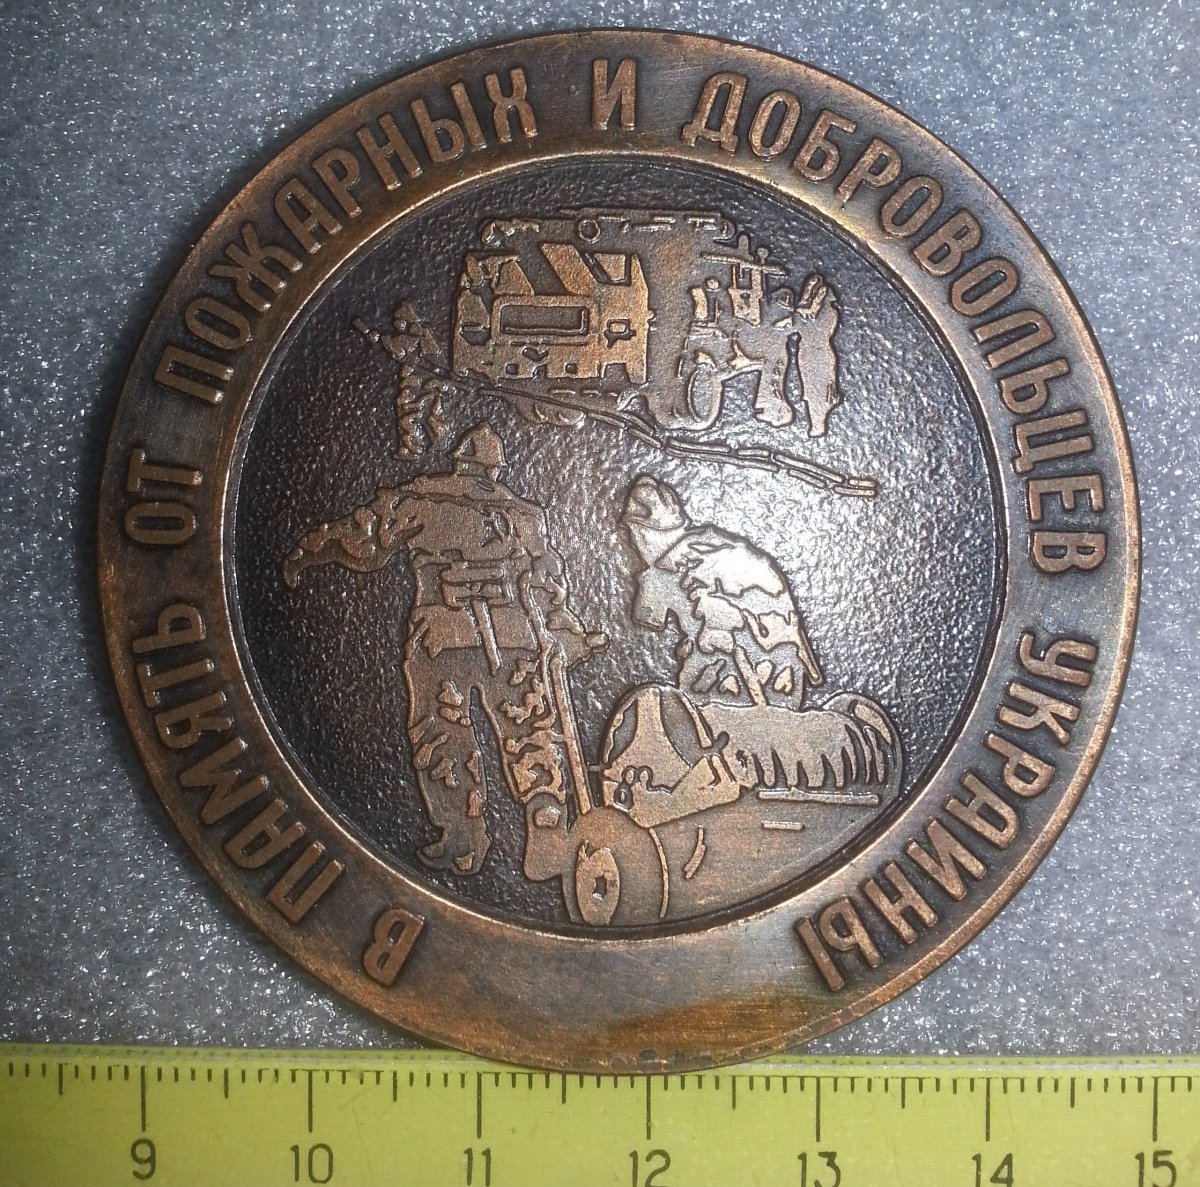 В ПАМЯТЬ ОТ ПОЖАРНЫХ И ДОБРОВОЛЬЦЕВ УКРАИНЫ
9 10 11 12 13 14 15